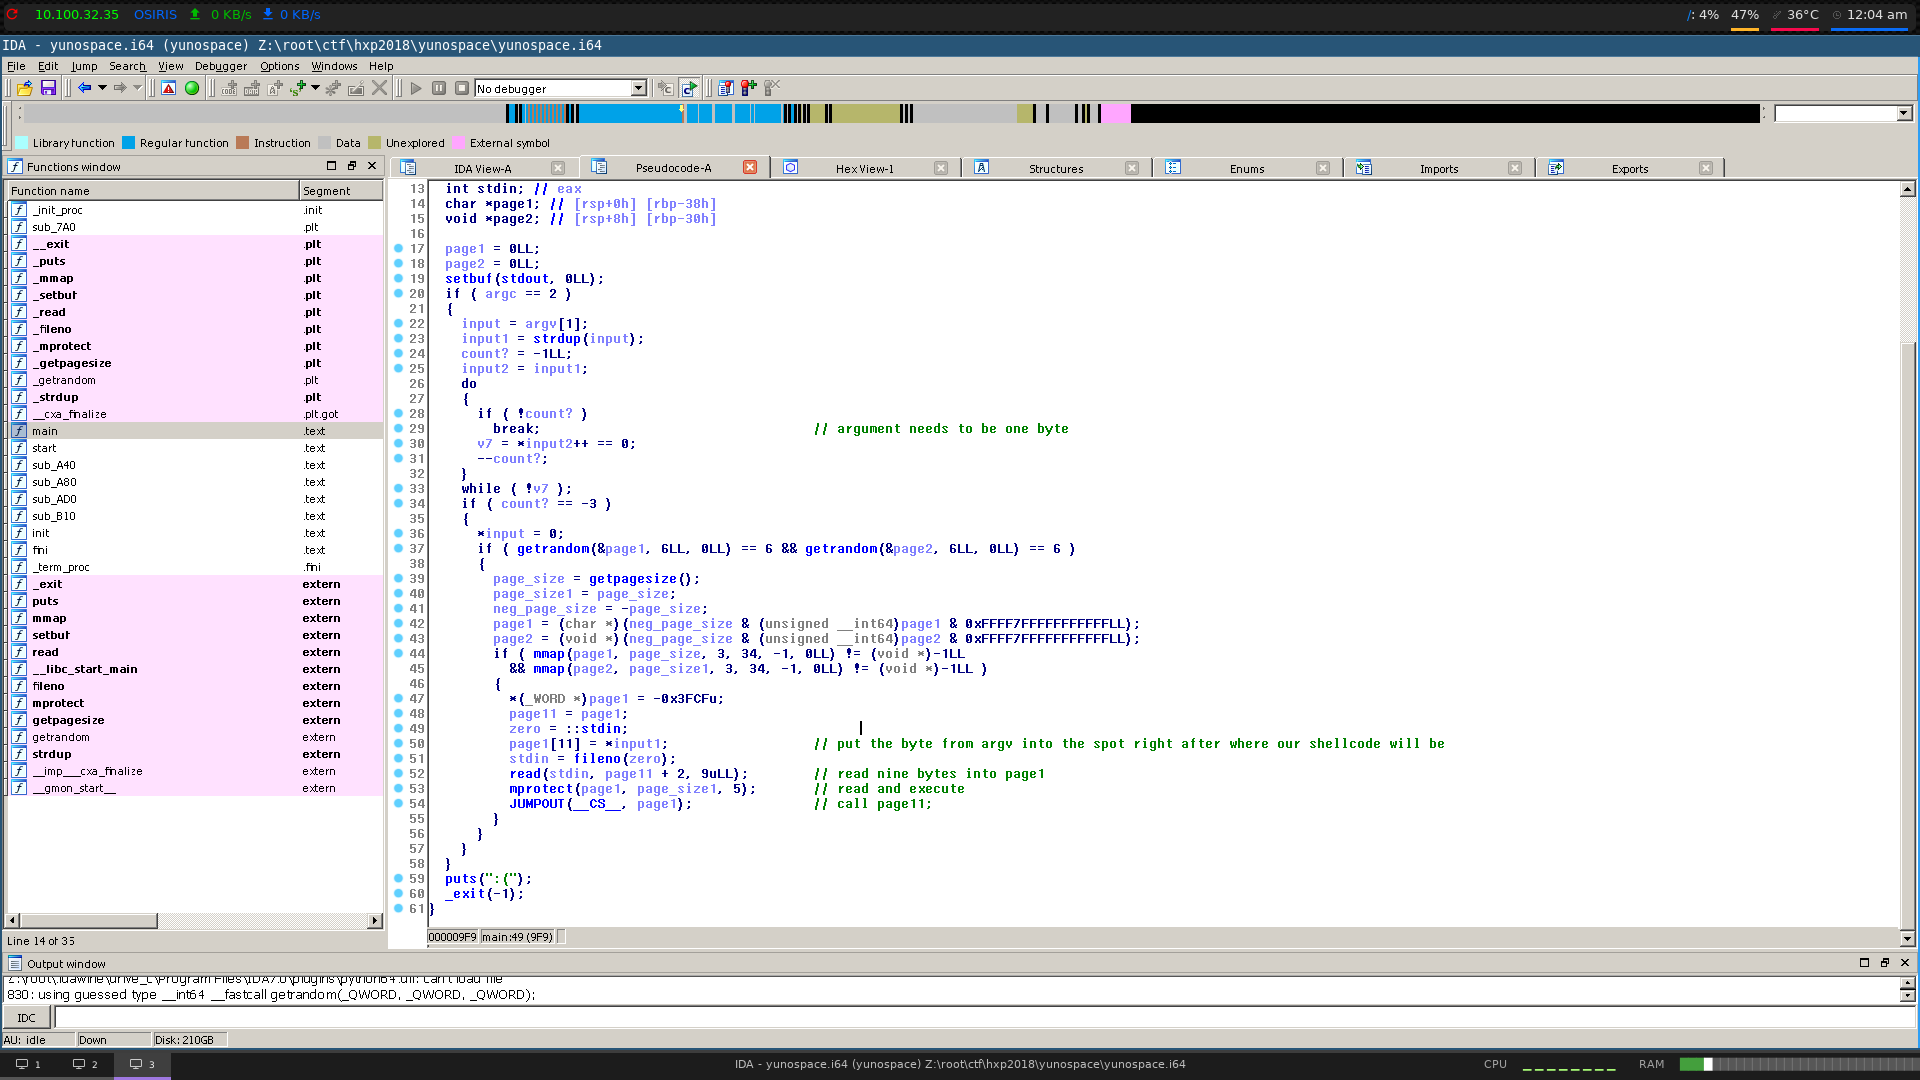 10.100.32.35 OSIRIS 0 KB/s 0 KB/s /: 4% 47% 36°C 12:04 am
IDA - yunospace.i64 (yunospace) Z:\root\ctf\hxp2018\yunospace\yunospace.i64
File Edit Jump Search View Debugger Options Windows Help
No debugger
Library function Regular function Instruction Data Unexplored External symbol
Functions window
IDA View-A Pseudocode-A Hex View-1 Structures Enums Imports Exports
Function name Segment
_init_proc .init
sub_7A0 .plt
__exit .plt
_puts .plt
_mmap .plt
_setbuf .plt
_read .plt
_fileno .plt
_mprotect .plt
_getpagesize .plt
_getrandom .plt
_strdup .plt
__cxa_finalize .plt.got
main .text
start .text
sub_A40 .text
sub_A80 .text
sub_AD0 .text
sub_B10 .text
init .text
fini .text
_term_proc .fini
_exit extern
puts extern
mmap extern
setbuf extern
read extern
__libc_start_main extern
fileno extern
mprotect extern
getpagesize extern
getrandom extern
strdup extern
__imp___cxa_finalize extern
__gmon_start__ extern
Line 14 of 35
13 int stdin; // eax
14 char *page1; // [rsp+0h] [rbp-38h]
15 void *page2; // [rsp+8h] [rbp-30h]
16
17 page1 = 0LL;
18 page2 = 0LL;
19 setbuf(stdout, 0LL);
20 if ( argc == 2 )
21 {
22 input = argv[1];
23 input1 = strdup(input);
24 count? = -1LL;
25 input2 = input1;
26 do
27 {
28 if ( !count? )
29 break; // argument needs to be one byte
30 v7 = *input2++ == 0;
31 --count?;
32 }
33 while ( !v7 );
34 if ( count? == -3 )
35 {
36 *input = 0;
37 if ( getrandom(&page1, 6LL, 0LL) == 6 && getrandom(&page2, 6LL, 0LL) == 6 )
38 {
39 page_size = getpagesize();
40 page_size1 = page_size;
41 neg_page_size = -page_size;
42 page1 = (char *)(neg_page_size & (unsigned __int64)page1 & 0xFFFF7FFFFFFFFFFFLL);
43 page2 = (void *)(neg_page_size & (unsigned __int64)page2 & 0xFFFF7FFFFFFFFFFFLL);
44 if ( mmap(page1, page_size, 3, 34, -1, 0LL) != (void *)-1LL
45 && mmap(page2, page_size1, 3, 34, -1, 0LL) != (void *)-1LL )
46 {
47 *(_WORD *)page1 = -0x3FCFu;
48 page11 = page1;
49 zero = ::stdin;
50 page1[11] = *input1; // put the byte from argv into the spot right after where our shellcode will be
51 stdin = fileno(zero);
52 read(stdin, page11 + 2, 9uLL); // read nine bytes into page1
53 mprotect(page1, page_size1, 5); // read and execute
54 JUMPOUT(__CS__, page1); // call page11;
55 }
56 }
57 }
58 }
59 puts(":(");
60 _exit(-1);
61 }
000009F9 main:49 (9F9)
Output window
Z:\root\.idawine\drive_c\Program Files\IDA7.0\plugins\python64.dll: can't load file
830: using guessed type __int64 __fastcall getrandom(_QWORD, _QWORD, _QWORD);
IDC
AU: idle Down Disk: 210GB
1 2 3 IDA - yunospace.i64 (yunospace) Z:\root\ctf\hxp2018\yunospace\yunospace.i64 CPU RAM